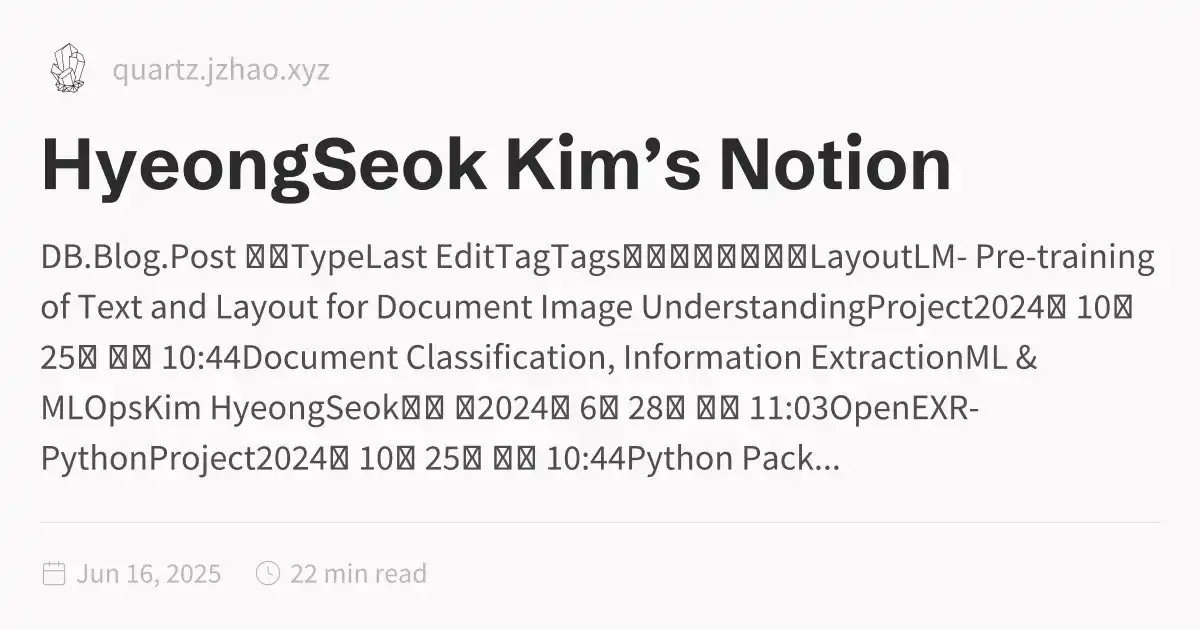 quartz.jzhao.xyz
HyeongSeok Kim’s Notion
DB.Blog.Post TypeLast EditTagTags LayoutLM- Pre-training
of Text and Layout for Document Image UnderstandingProject2024 10
25 10:44Document Classification, Information ExtractionML &
MLOpsKim HyeongSeok 2024 6 28 11:03OpenEXR-
PythonProject2024 10 25 10:44Python Pack...
Jun 16, 2025 22 min read